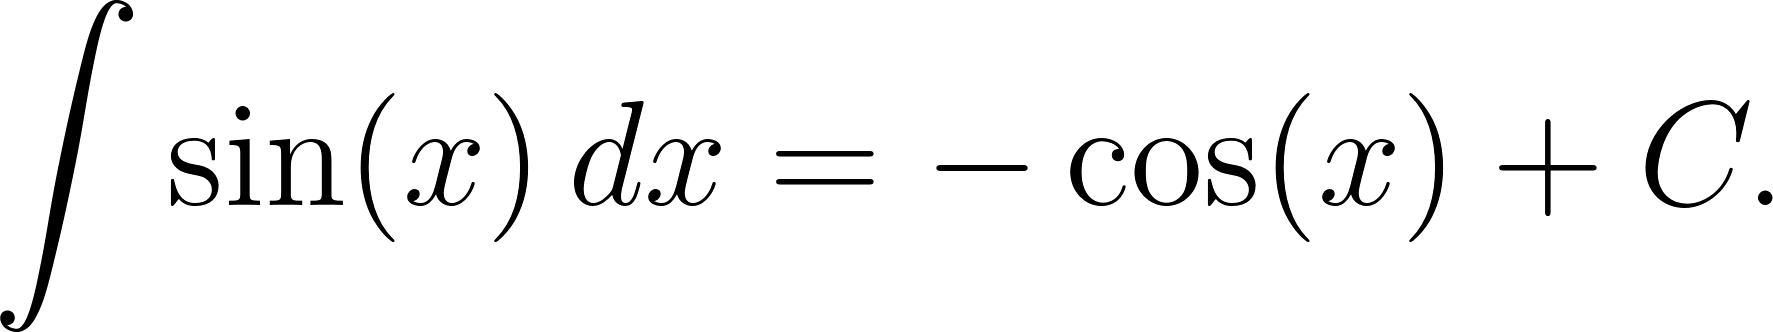 ∫ sin(x) dx = − cos(x) + C.